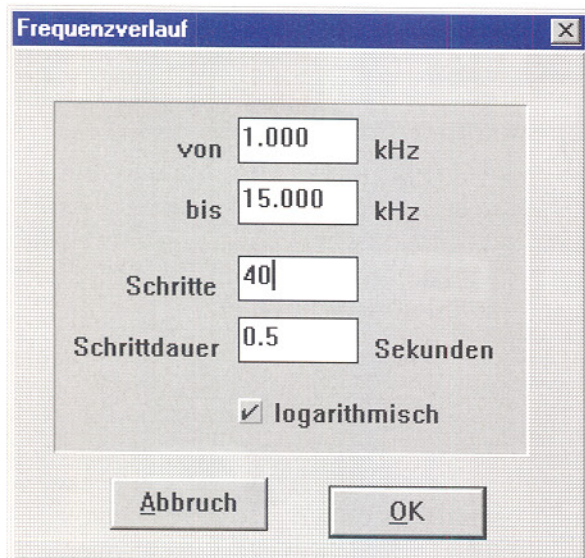 Frequenzverlauf
von 1.000 kHz
bis 15.000 kHz
Schritte 40
Schrittdauer 0.5 Sekunden
logarithmisch
Abbruch OK